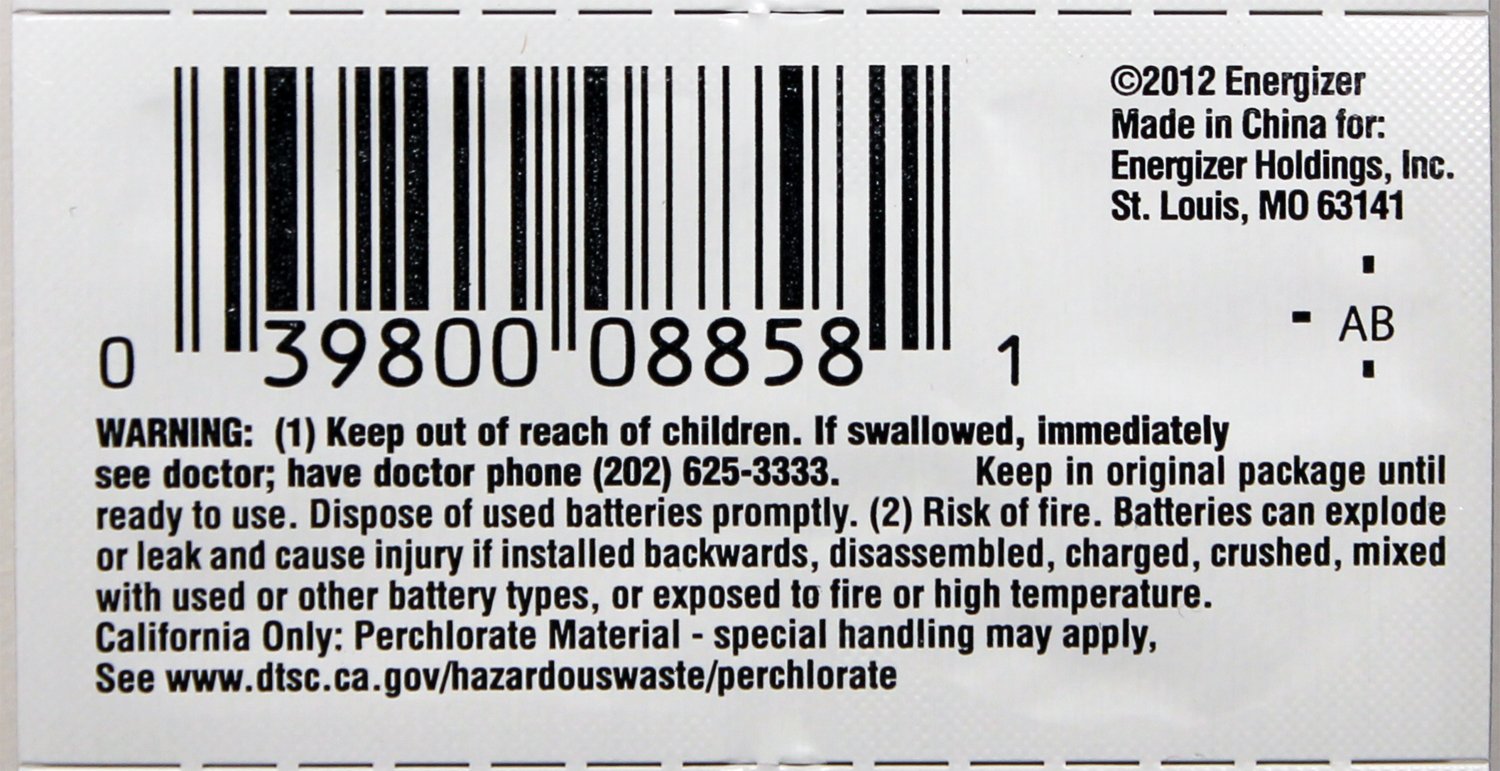 ©2012 Energizer
Made in China for:
Energizer Holdings, Inc.
St. Louis, MO 63141
AB
0 39800 08858 1
WARNING: (1) Keep out of reach of children. If swallowed, immediately
see doctor; have doctor phone (202) 625-3333. Keep in original package until
ready to use. Dispose of used batteries promptly. (2) Risk of fire. Batteries can explode
or leak and cause injury if installed backwards, disassembled, charged, crushed, mixed
with used or other battery types, or exposed to fire or high temperature.
California Only: Perchlorate Material - special handling may apply,
See www.dtsc.ca.gov/hazardouswaste/perchlorate